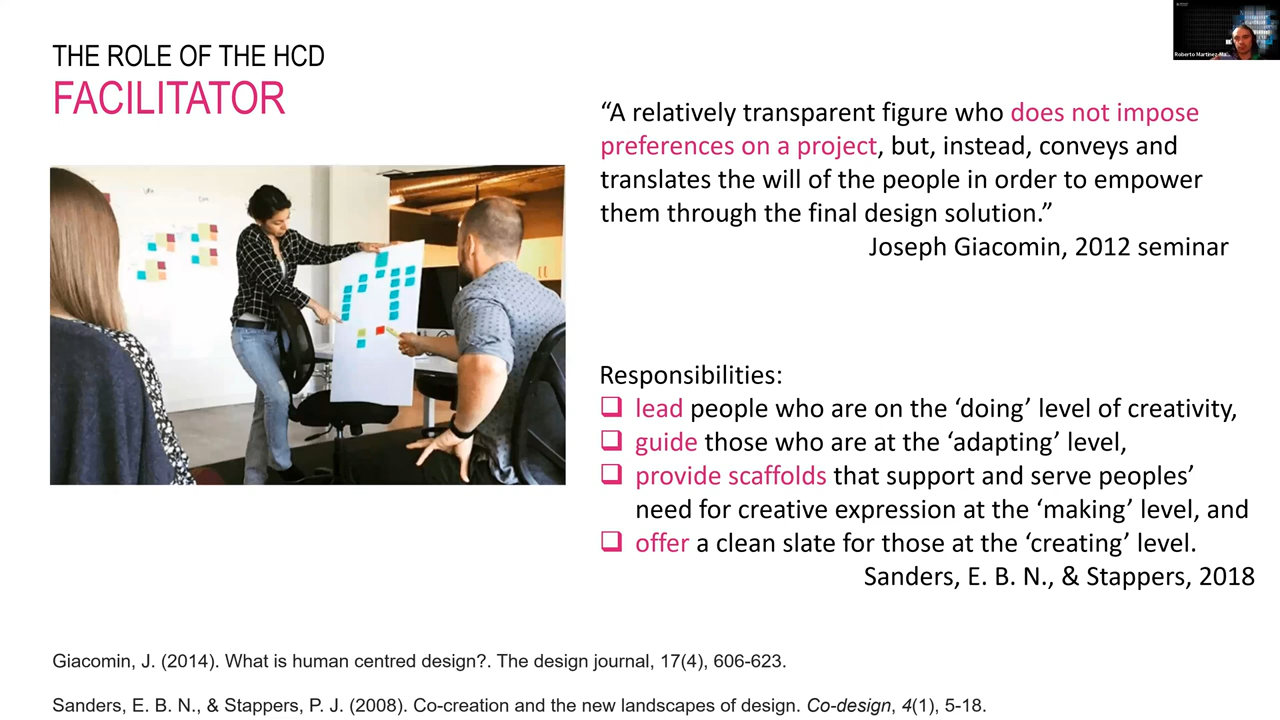 THE ROLE OF THE HCD
FACILITATOR
Roberto Martinez-Ma
“A relatively transparent figure who does not impose
preferences on a project, but, instead, conveys and
translates the will of the people in order to empower
them through the final design solution.”
Joseph Giacomin, 2012 seminar
Responsibilities:
lead people who are on the ‘doing’ level of creativity,
guide those who are at the ‘adapting’ level,
provide scaffolds that support and serve peoples’
need for creative expression at the ‘making’ level, and
offer a clean slate for those at the ‘creating’ level.
Sanders, E. B. N., & Stappers, 2018
Giacomin, J. (2014). What is human centred design?. The design journal, 17(4), 606-623.
Sanders, E. B. N., & Stappers, P. J. (2008). Co-creation and the new landscapes of design. Co-design, 4(1), 5-18.